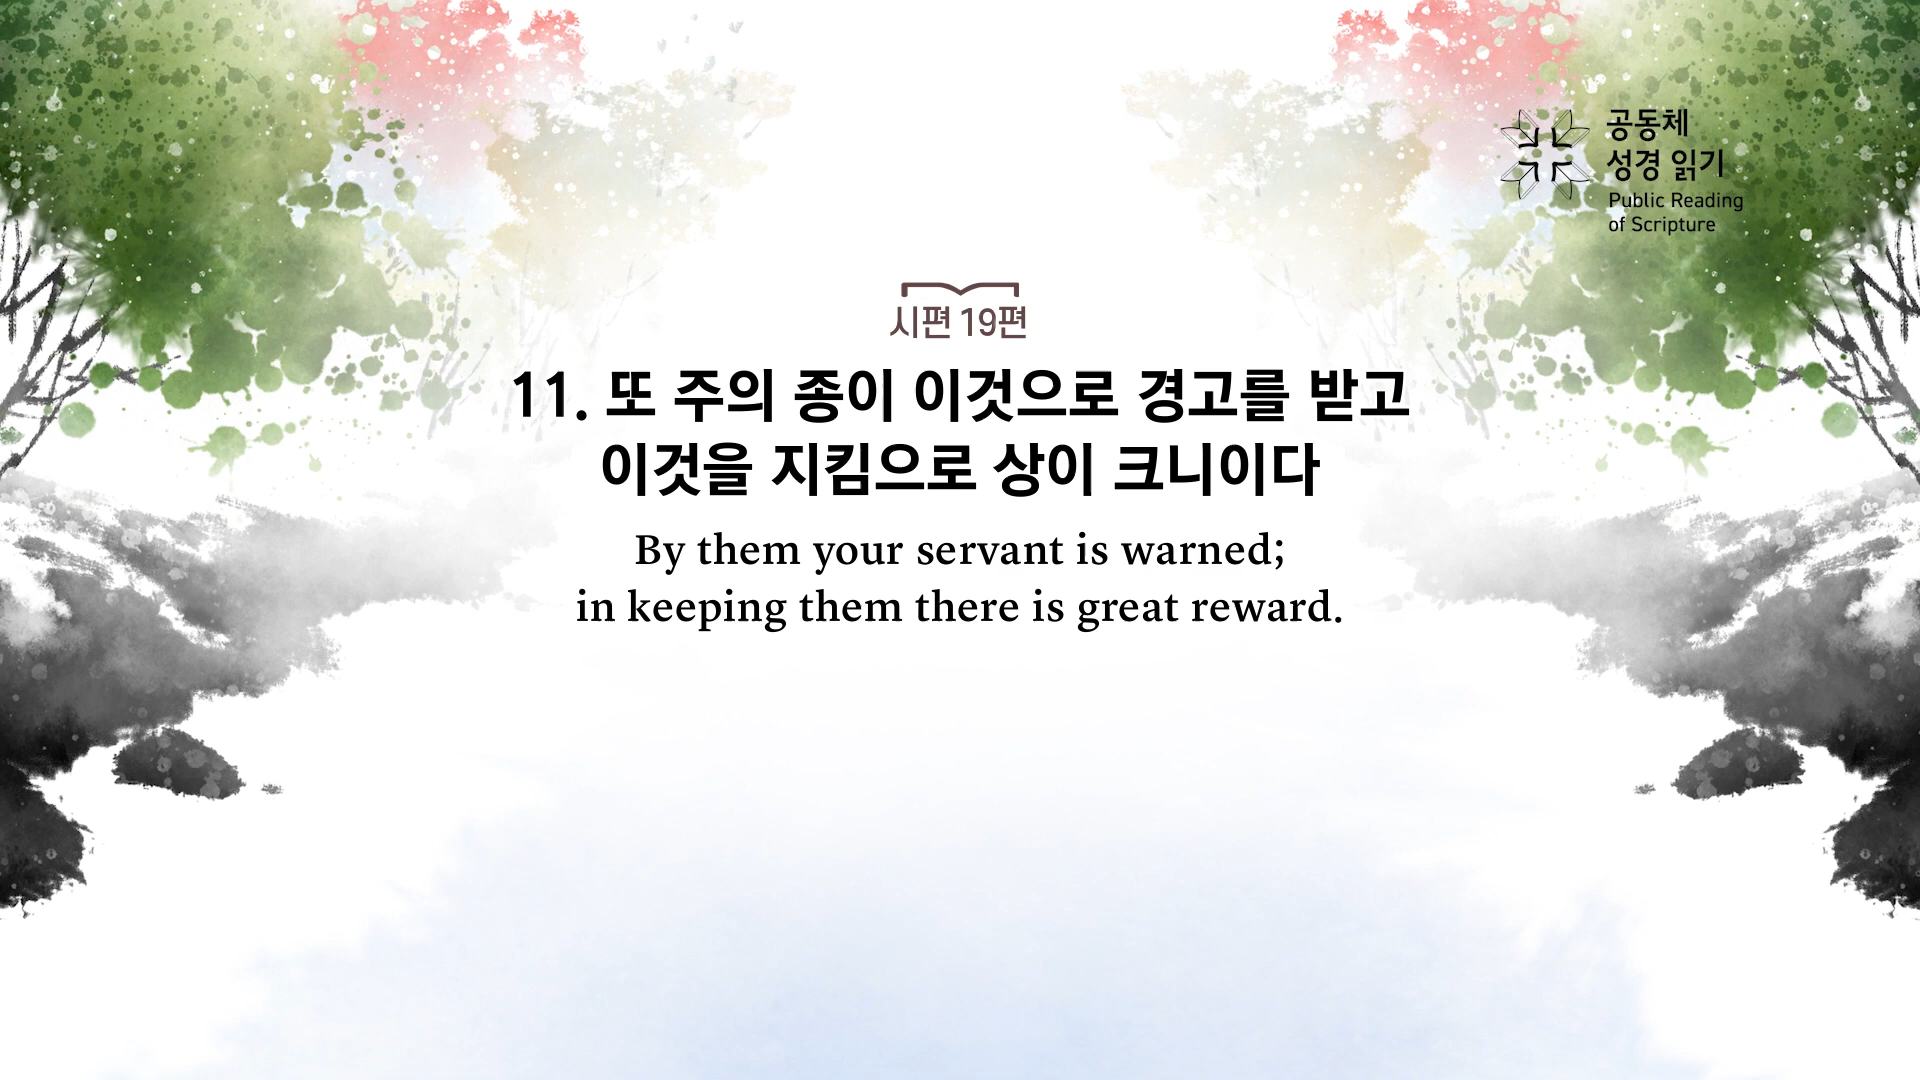 공동체
성경 읽기
Public Reading
of Scripture
시편 19편
11. 또 주의 종이 이것으로 경고를 받고
이것을 지킴으로 상이 크니이다
By them your servant is warned;
in keeping them there is great reward.